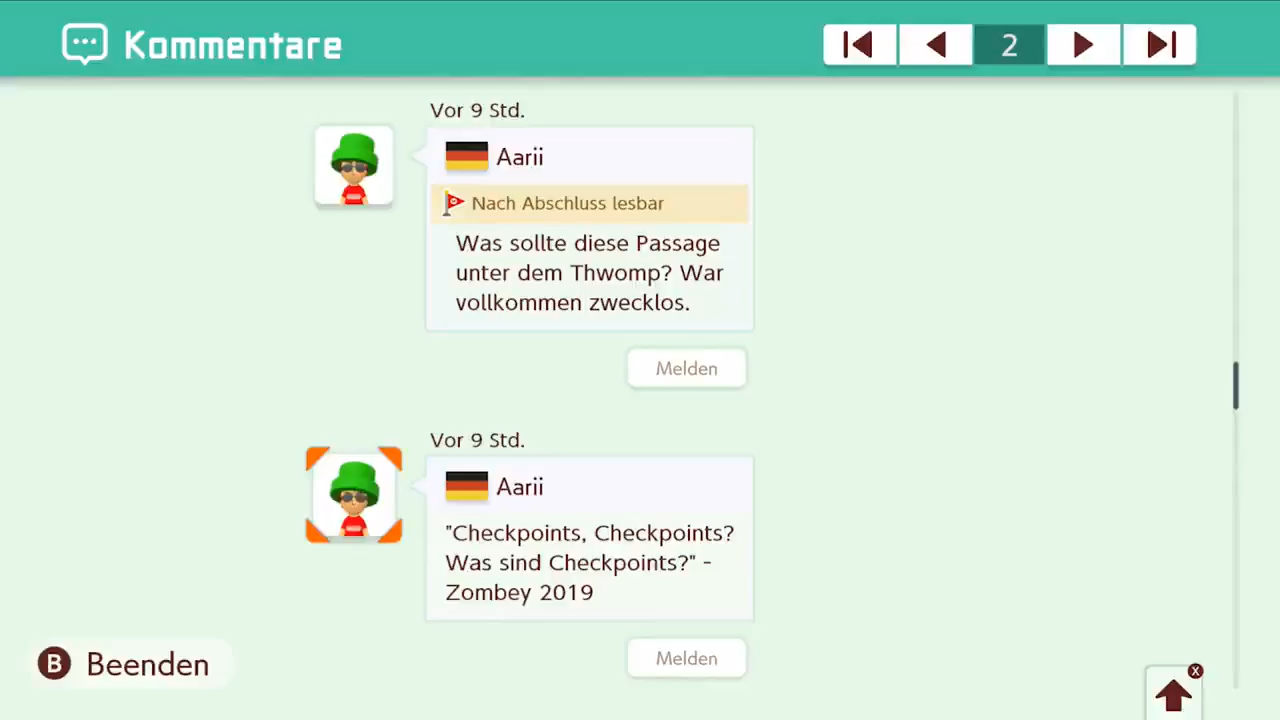 Kommentare
2
Vor 9 Std.
Aarii
Nach Abschluss lesbar
Was sollte diese Passage
unter dem Thwomp? War
vollkommen zwecklos.
Melden
Vor 9 Std.
Aarii
"Checkpoints, Checkpoints?
Was sind Checkpoints?" -
Zombey 2019
Melden
B Beenden
X